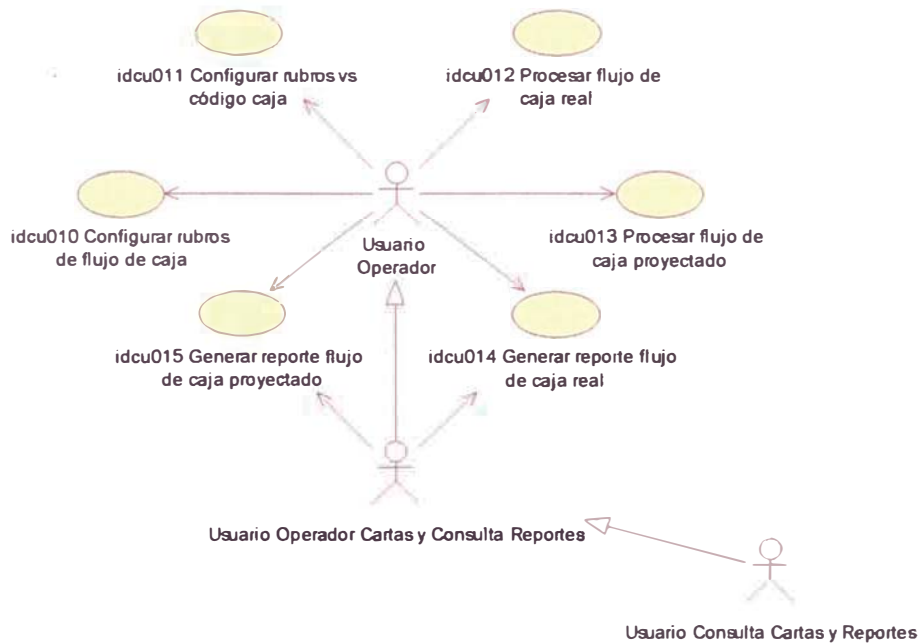 idcu011 Configurar rubros vs
código caja
idcu012 Procesar flujo de
caja real
idcu010 Configurar rubros
de flujo de caja
Usuario
Operador
idcu013 Procesar flujo de
caja proyectado
idcu015 Generar reporte flujo
de caja proyectado
idcu014 Generar reporte flujo
de caja real
Usuario Operador Cartas y Consulta Reportes
Usuario Consulta Cartas y Reportes